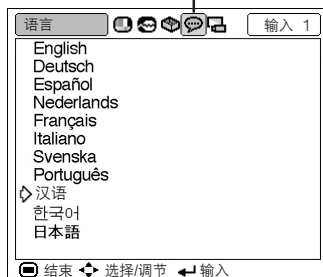 语言 输入 1
English
Deutsch
Español
Nederlands
Français
Italiano
Svenska
Português
汉语
한국어
日本語
结束 选择/调节 输入